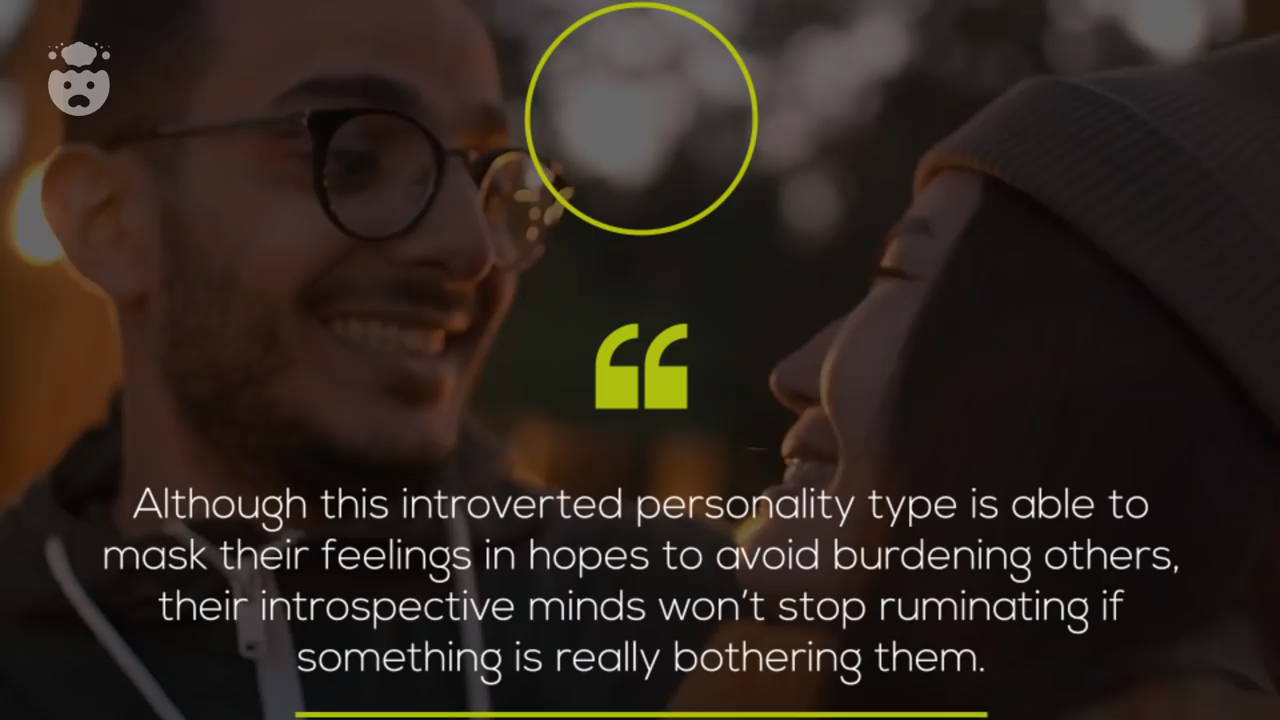 “
Although this introverted personality type is able to
mask their feelings in hopes to avoid burdening others,
their introspective minds won’t stop ruminating if
something is really bothering them.